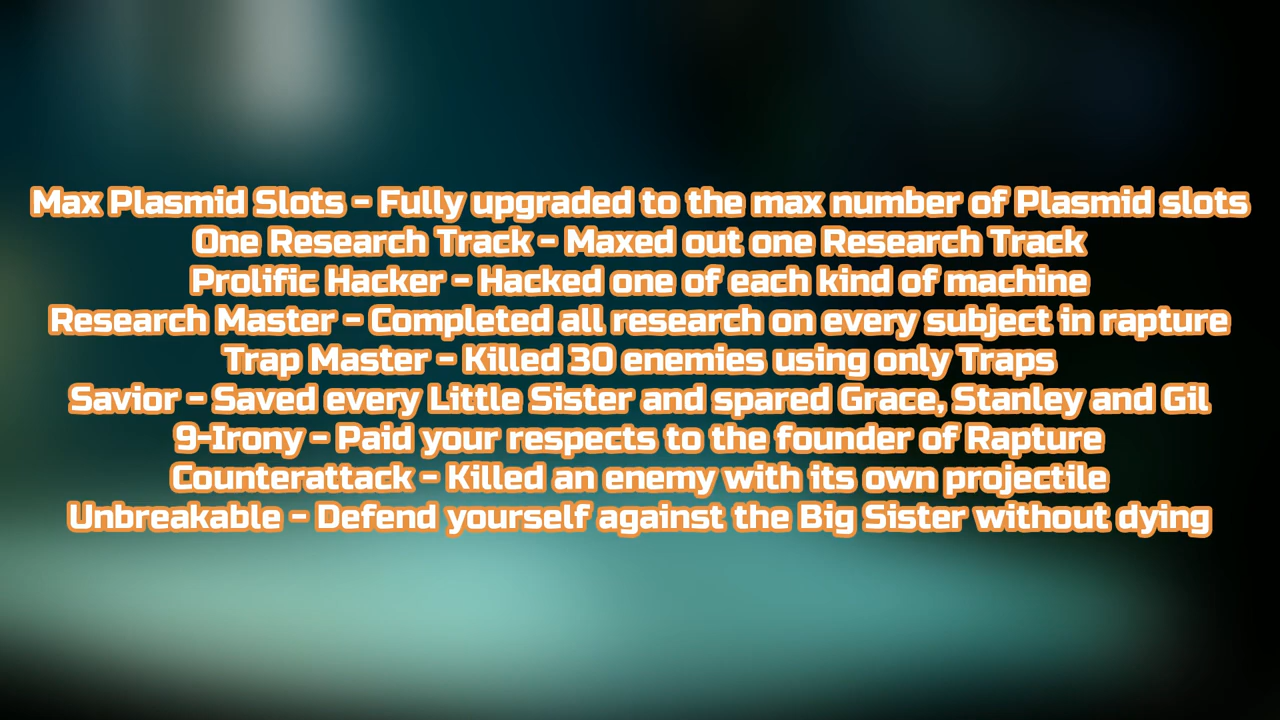 Max Plasmid Slots - Fully upgraded to the max number of Plasmid slots
One Research Track - Maxed out one Research Track
Prolific Hacker - Hacked one of each kind of machine
Research Master - Completed all research on every subject in rapture
Trap Master - Killed 30 enemies using only Traps
Savior - Saved every Little Sister and spared Grace, Stanley and Gil
9-Irony - Paid your respects to the founder of Rapture
Counterattack - Killed an enemy with its own projectile
Unbreakable - Defend yourself against the Big Sister without dying